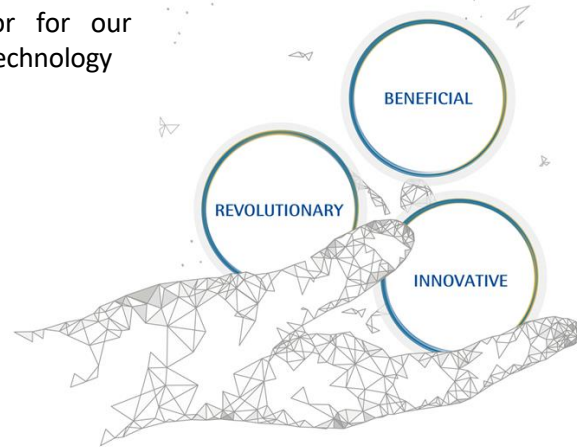 or for our
echnology
BENEFICIAL
REVOLUTIONARY
INNOVATIVE